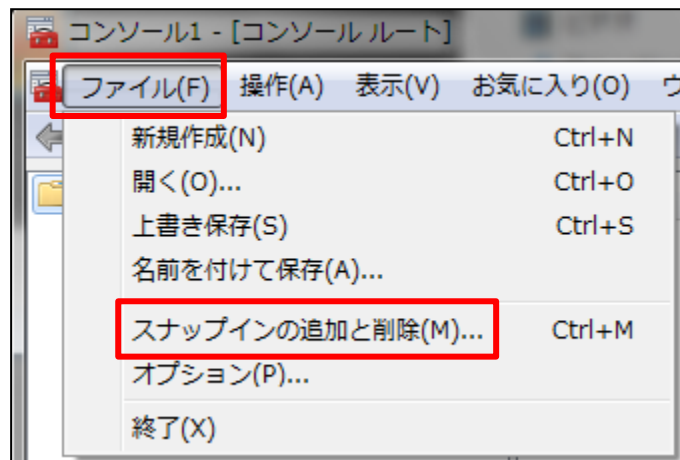 コンソール1 - [コンソール ルート]
ファイル(F) 操作(A) 表示(V) お気に入り(O) ウ
新規作成(N) Ctrl+N
開く(O)... Ctrl+O
上書き保存(S) Ctrl+S
名前を付けて保存(A)...
スナップインの追加と削除(M)... Ctrl+M
オプション(P)...
終了(X)